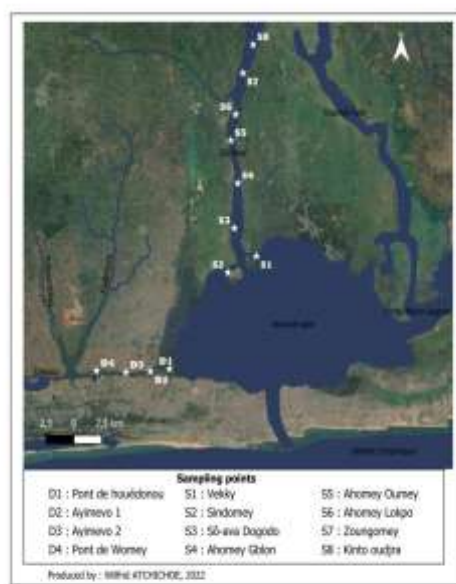 S8
S7
S6
S5
S4
S3
S2
S1
D4
D3
D1
D2
2,5 0 2,5 km
Sampling points
D1 : Pont de houédonou
D2 : Ayimevo 1
D3 : Ayimevo 2
D4 : Pont de Womey
S1 : Vekky
S2 : Sindomey
S3 : Sô-ava Dogodo
S4 : Ahomey Gblon
S5 : Ahomey Oumey
S6 : Ahomey Lokpo
S7 : Zoungomey
S8 : Kinto oudjra
Produced by : Wilfrid ATCHICHOE, 2022